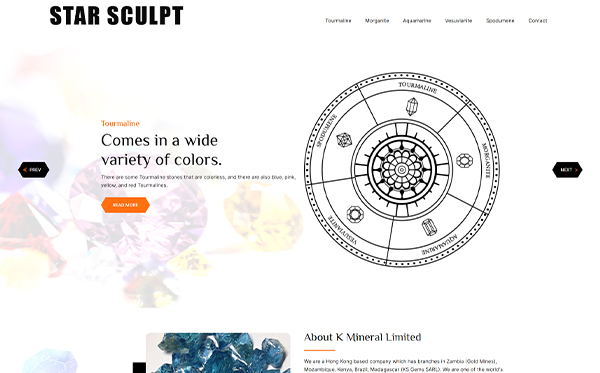 STAR SCULPT
Tourmaline Morganite Aquamarine Vesuvianite Spodumene Contact
Tourmaline
Comes in a wide
variety of colors.
There are some Tourmaline stones that are colorless, and there are also blue, pink,
yellow, and red Tourmalines.
READ MORE
PREV
NEXT
TOURMALINE
MORGANITE
AQUAMARINE
VESUVIANITE
SPODUMENE
About K Mineral Limited
We are a Hong Kong based company which has branches in Zambia (Gold Mines),
Mozambique, Kenya, Brazil, Madagascar (KS Gems SARL). We are one of the world's